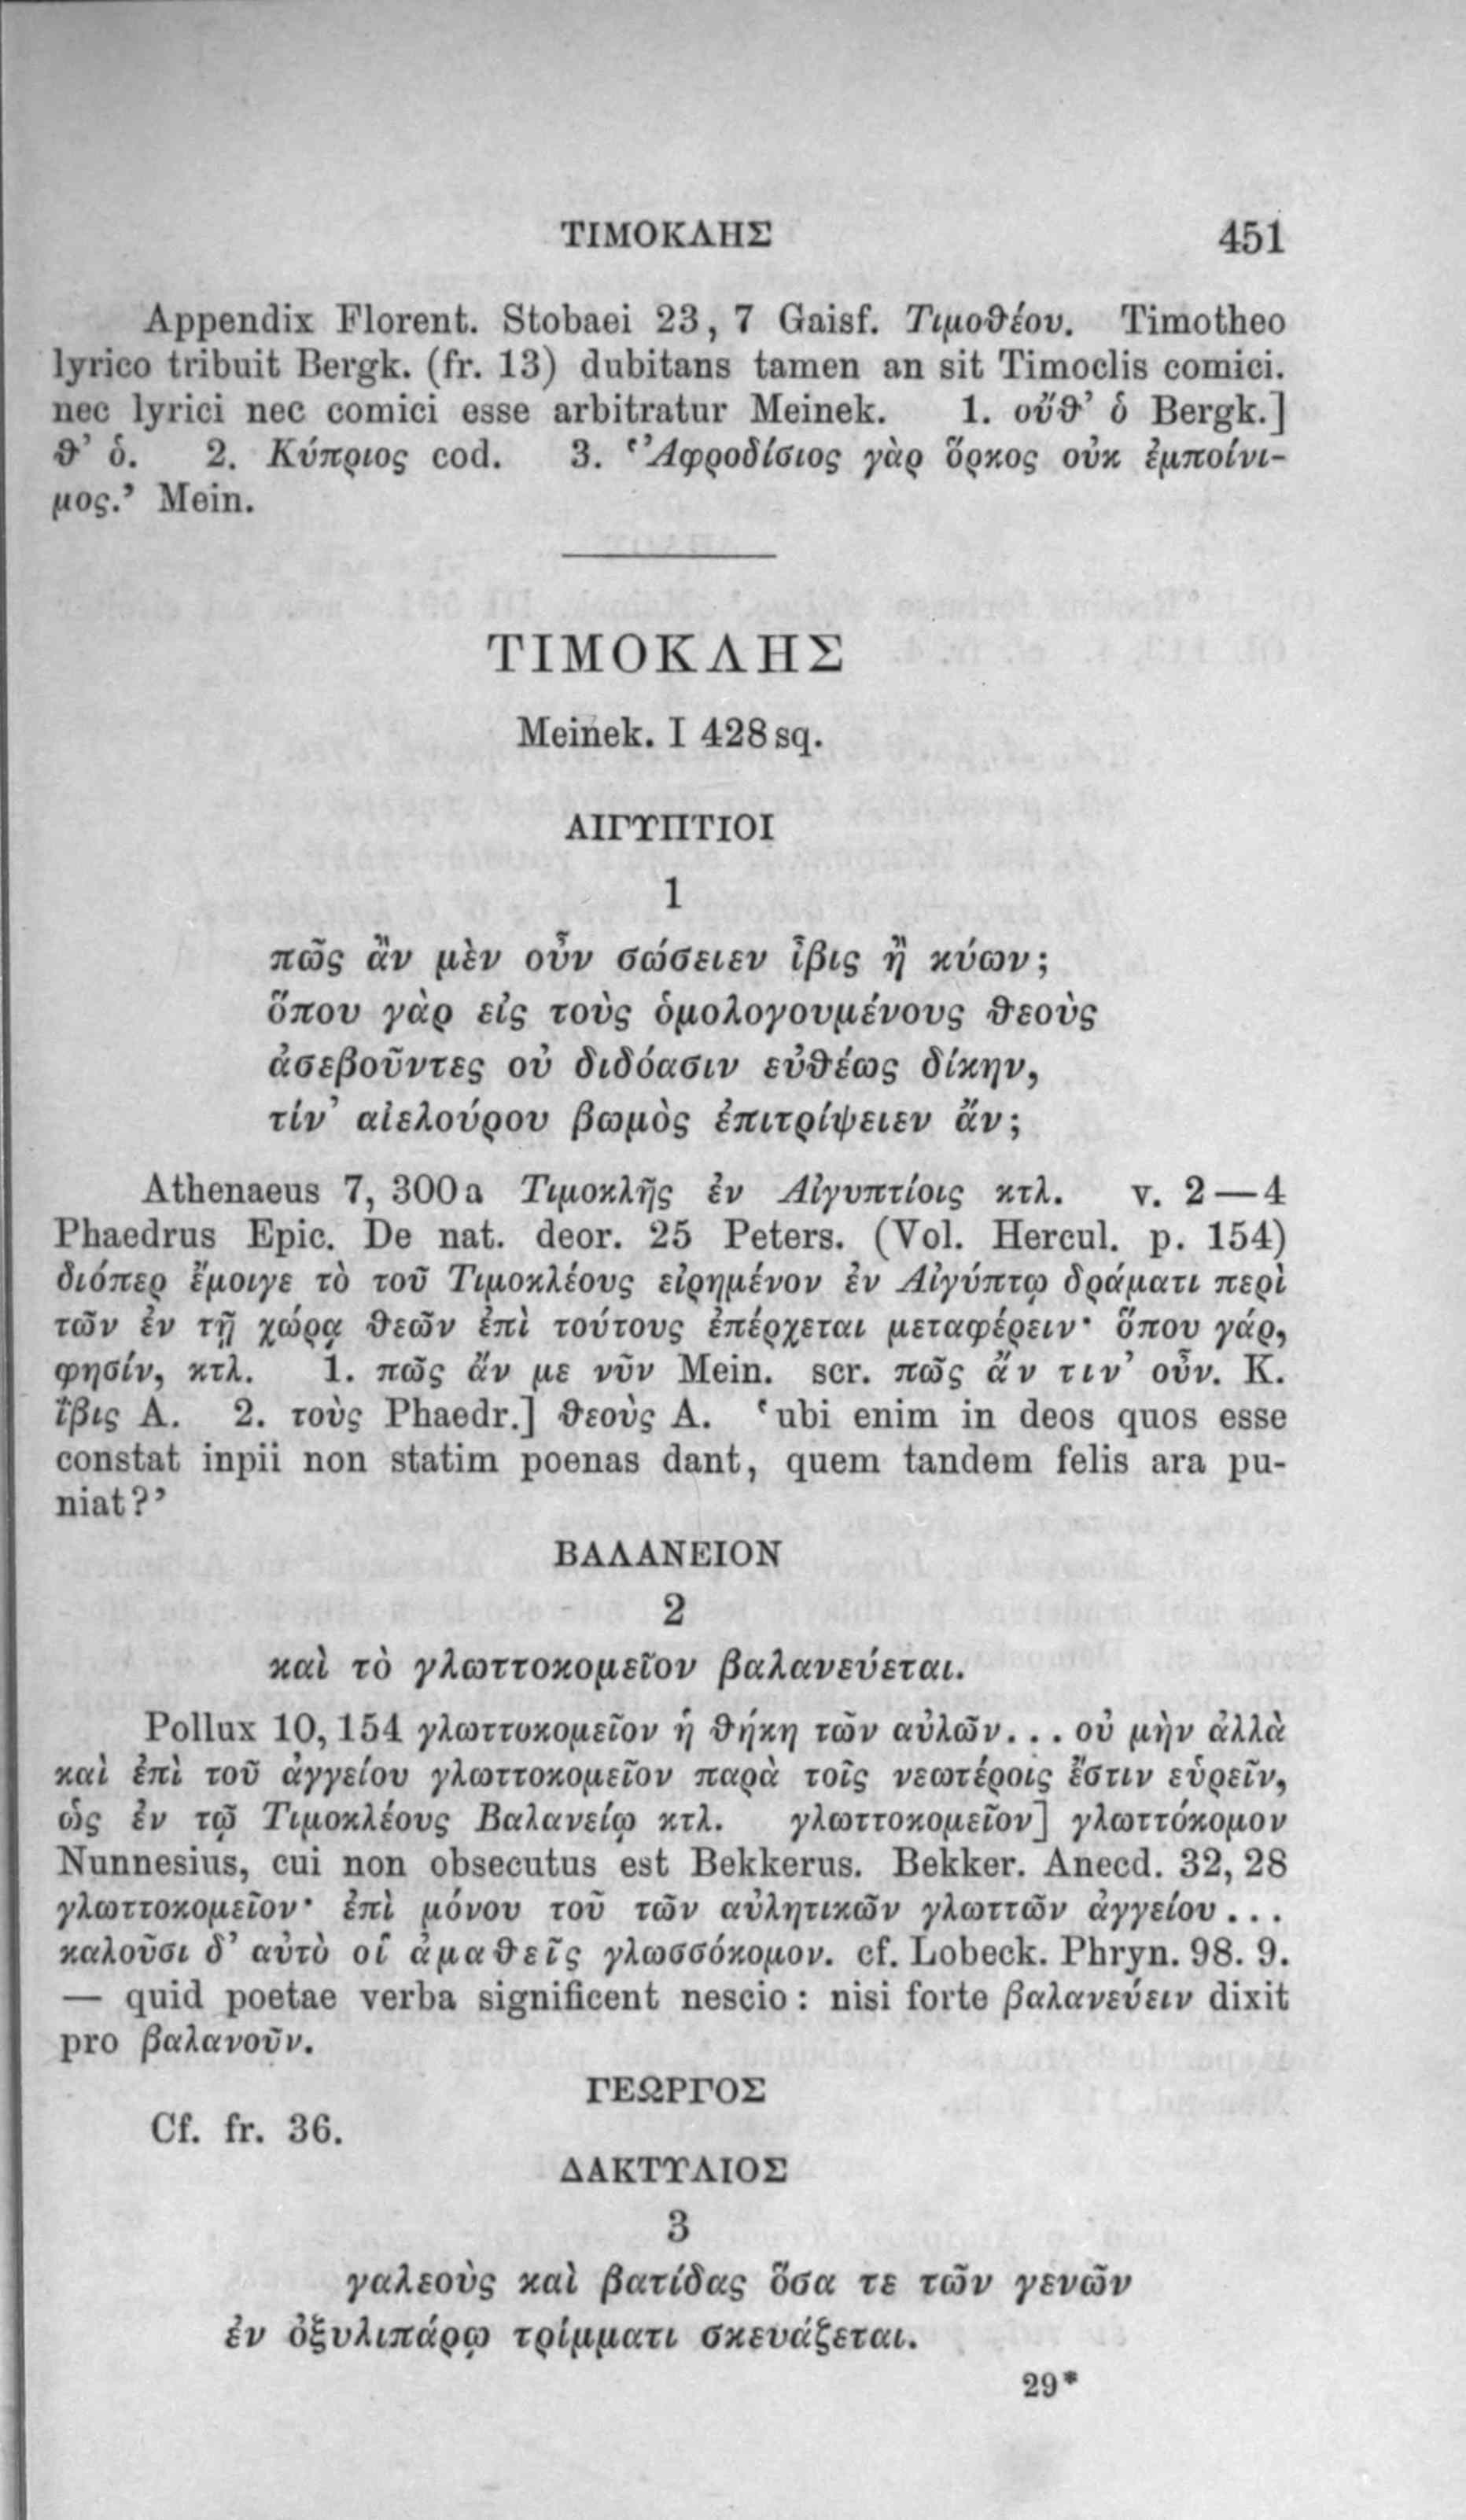 ΤΙΜΟΚΛΗΣ 451
Appendix Florent. Stobaei 23, 7 Gaisf. Τιμοθέου. Timotheo
lyrico tribuit Bergk. (fr. 13) dubitans tamen an sit Timoclis comici.
nec lyrici nec comici esse arbitratur Meinek. 1. οὔθ’ ὁ Bergk.]
θ’ ὁ. 2. Κύπριος cod. 3. ‘Ἀφροδίσιος γὰρ ὅρκος οὐκ ἐμποίνι-
μος.’ Mein.
ΤΙΜΟΚΛΗΣ
Meinek. I 428 sq.
ΑΙΓΥΠΤΙΟΙ
1
πῶς ἂν μὲν οὖν σώσειεν ἶβις ἢ κύων;
ὅπου γὰρ εἰς τοὺς ὁμολογουμένους θεοὺς
ἀσεβοῦντες οὐ διδόασιν εὐθέως δίκην,
τίν’ αἰελούρου βωμὸς ἐπιτρίψειεν ἄν;
Athenaeus 7, 300 a Τιμοκλῆς ἐν Αἰγυπτίοις κτλ. v. 2—4
Phaedrus Epic. De nat. deor. 25 Peters. (Vol. Hercul. p. 154)
διόπερ ἔμοιγε τὸ τοῦ Τιμοκλέους εἰρημένον ἐν Αἰγύπτῳ δράματι περὶ
τῶν ἐν τῇ χώρᾳ θεῶν ἐπὶ τούτους ἐπέρχεται μεταφέρειν· ὅπου γάρ,
φησίν, κτλ. 1. πῶς ἄν με νῦν Mein. scr. πῶς ἄν τιν’ οὖν. K.
ἴβις A. 2. τοὺς Phaedr.] θεοὺς A. ‘ubi enim in deos quos esse
constat inpii non statim poenas dant, quem tandem felis ara pu-
niat?’
ΒΑΛΑΝΕΙΟΝ
2
καὶ τὸ γλωττοκομεῖον βαλανεύεται.
Pollux 10, 154 γλωττοκομεῖον ἡ θήκη τῶν αὐλῶν... οὐ μὴν ἀλλὰ
καὶ ἐπὶ τοῦ ἀγγείου γλωττοκομεῖον παρὰ τοῖς νεωτέροις ἔστιν εὑρεῖν,
ὡς ἐν τῷ Τιμοκλέους Βαλανείῳ κτλ. γλωττοκομεῖον] γλωττόκομον
Nunnesius, cui non obsecutus est Bekkerus. Bekker. Anecd. 32, 28
γλωττοκομεῖον· ἐπὶ μόνου τοῦ τῶν αὐλητικῶν γλωττῶν ἀγγείου...
καλοῦσι δ’ αὐτὸ οἱ ἀμαθεῖς γλωσσόκομον. cf. Lobeck. Phryn. 98. 9.
— quid poetae verba significent nescio: nisi forte βαλανεύειν dixit
pro βαλανοῦν.
ΓΕΩΡΓΟΣ
Cf. fr. 36.
ΔΑΚΤΥΛΙΟΣ
3
γαλεοὺς καὶ βατίδας ὅσα τε τῶν γενῶν
ἐν ὀξυλιπάρῳ τρίμματι σκευάζεται.
29*